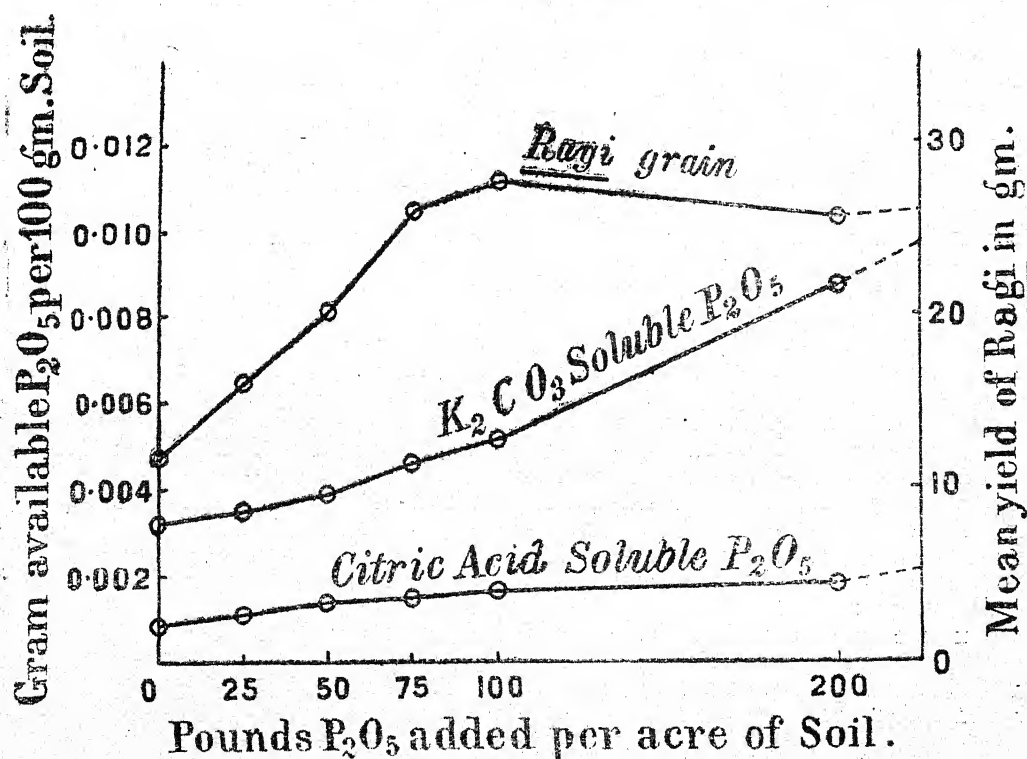 Gram available P₂O₅ per 100 gm. Soil.
0·012
0·010
0·008
0·006
0·004
0·002
Ragi grain
K₂CO₃ Soluble P₂O₅
Citric Acid Soluble P₂O₅
30
20
10
0
Mean yield of Ragi in gm.
0 25 50 75 100 200
Pounds P₂O₅ added per acre of Soil.